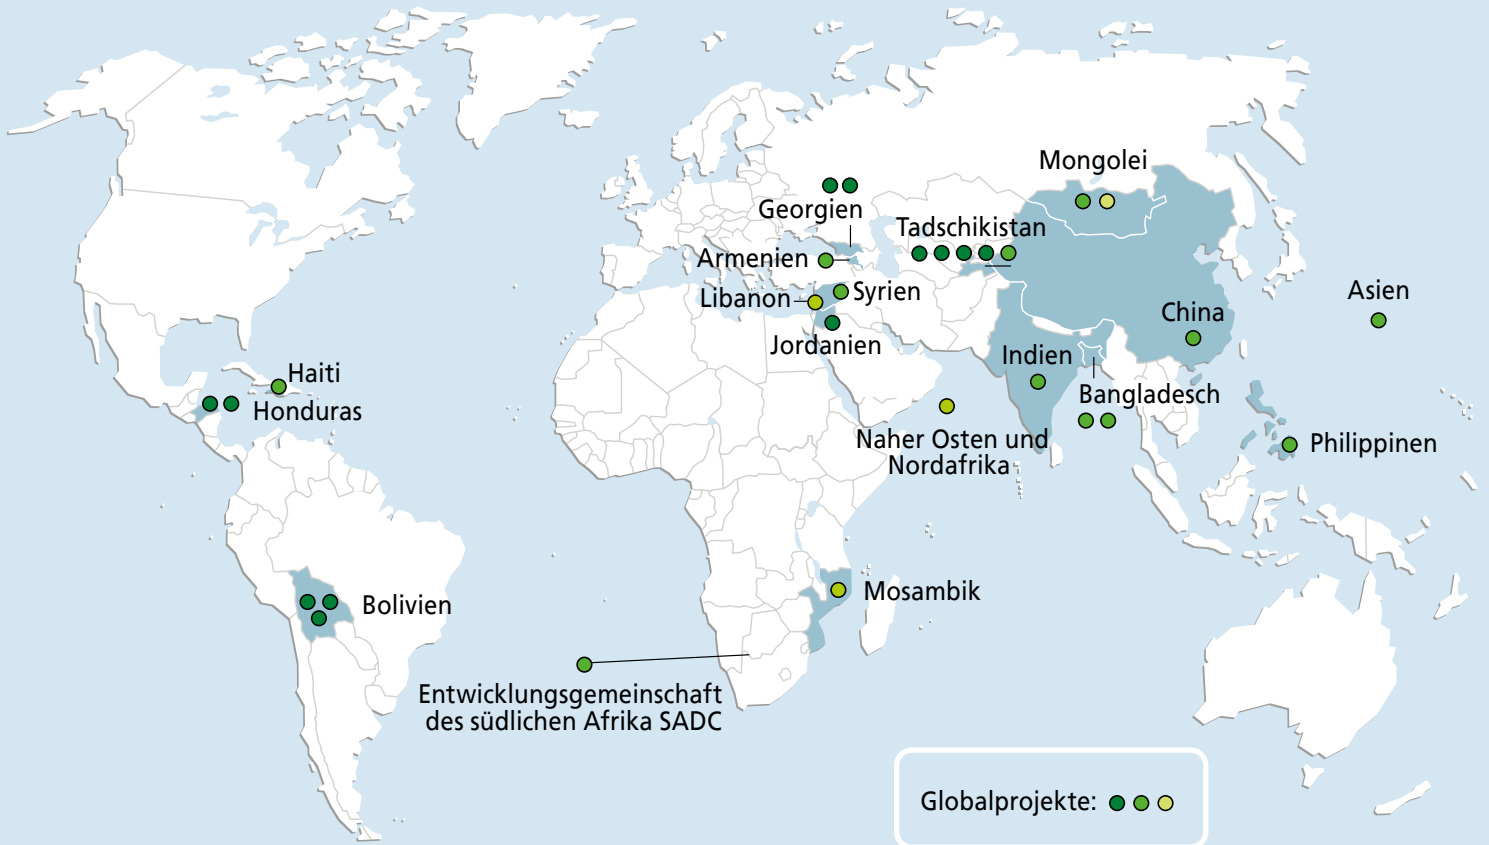 Mongolei
Georgien
Tadschikistan
Armenien
Libanon
Syrien
Asien
China
Jordanien
Indien
Haiti
Bangladesch
Honduras
Naher Osten und
Nordafrika
Philippinen
Mosambik
Bolivien
Entwicklungsgemeinschaft
des südlichen Afrika SADC
Globalprojekte: